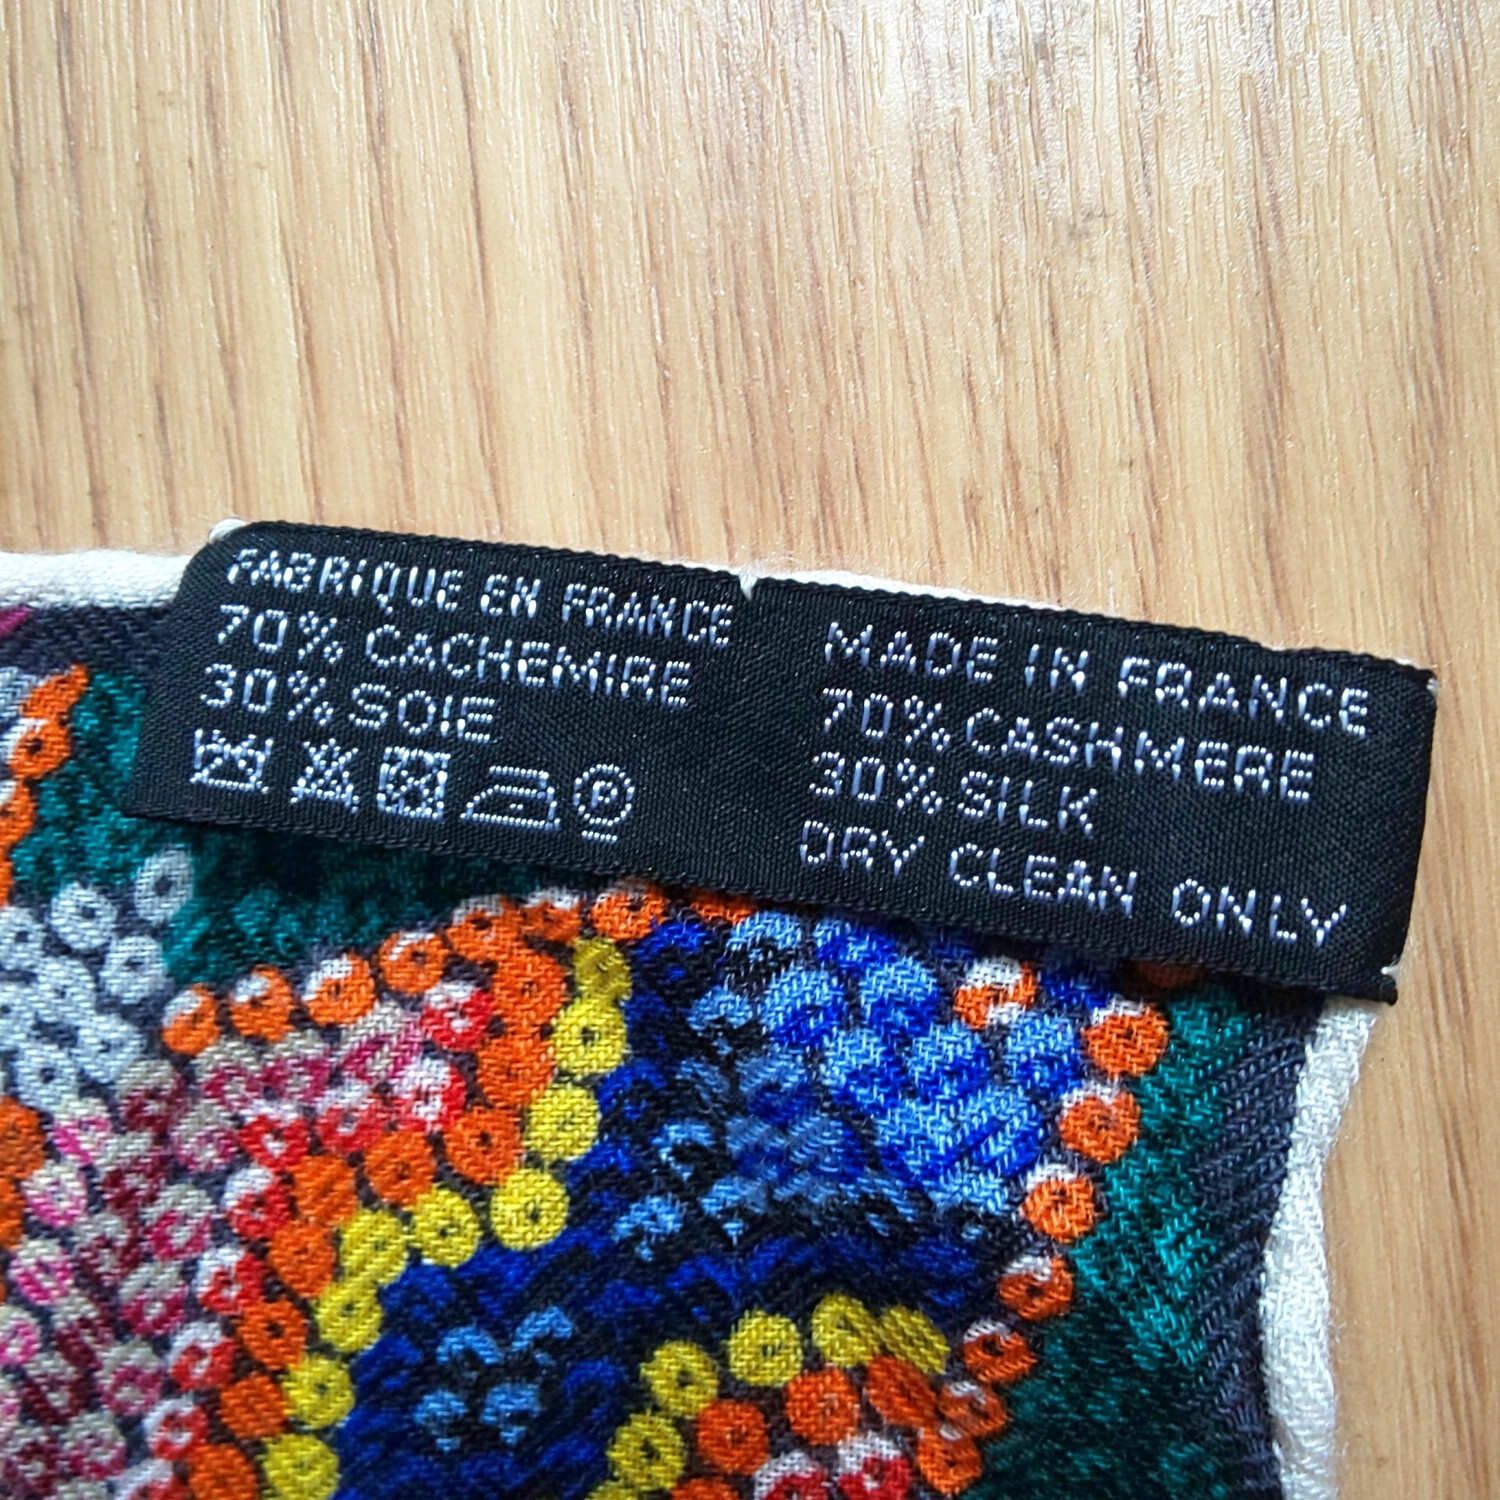 FABRIQUE EN FRANCE
70% CACHEMIRE
30% SOIE
P
MADE IN FRANCE
70% CASHMERE
30% SILK
DRY CLEAN ONLY